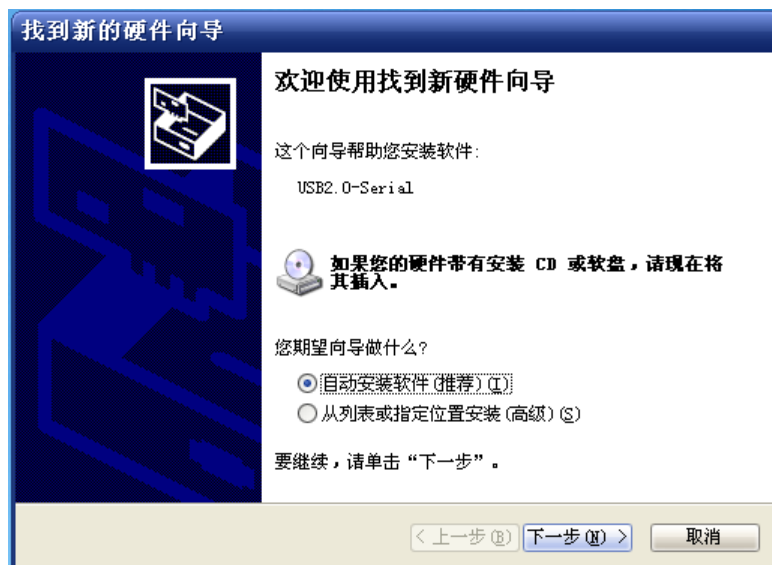 找到新的硬件向导
欢迎使用找到新硬件向导
这个向导帮助您安装软件:
USB2.0-Serial
如果您的硬件带有安装 CD 或软盘，请现在将
其插入。
您期望向导做什么?
自动安装软件(推荐)(I)
从列表或指定位置安装(高级)(S)
要继续，请单击“下一步”。
< 上一步(B) 下一步(N) > 取消